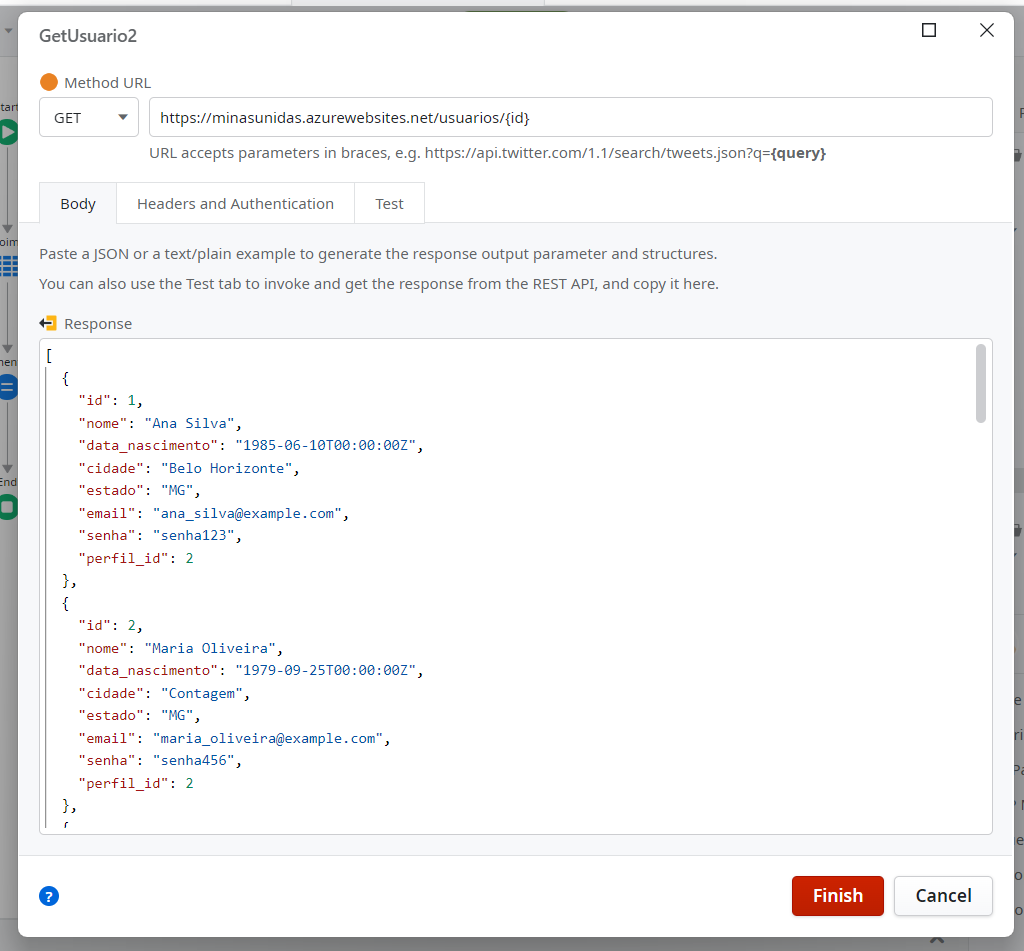 GetUsuario2
Method URL
GET
https://minasunidas.azurewebsites.net/usuarios/{id}
URL accepts parameters in braces, e.g. https://api.twitter.com/1.1/search/tweets.json?q={query}
Body
Headers and Authentication
Test
Paste a JSON or a text/plain example to generate the response output parameter and structures.
You can also use the Test tab to invoke and get the response from the REST API, and copy it here.
Response
[
{
"id": 1,
"nome": "Ana Silva",
"data_nascimento": "1985-06-10T00:00:00Z",
"cidade": "Belo Horizonte",
"estado": "MG",
"email": "ana_silva@example.com",
"senha": "senha123",
"perfil_id": 2
},
{
"id": 2,
"nome": "Maria Oliveira",
"data_nascimento": "1979-09-25T00:00:00Z",
"cidade": "Contagem",
"estado": "MG",
"email": "maria_oliveira@example.com",
"senha": "senha456",
"perfil_id": 2
},
{
?
Finish
Cancel
End